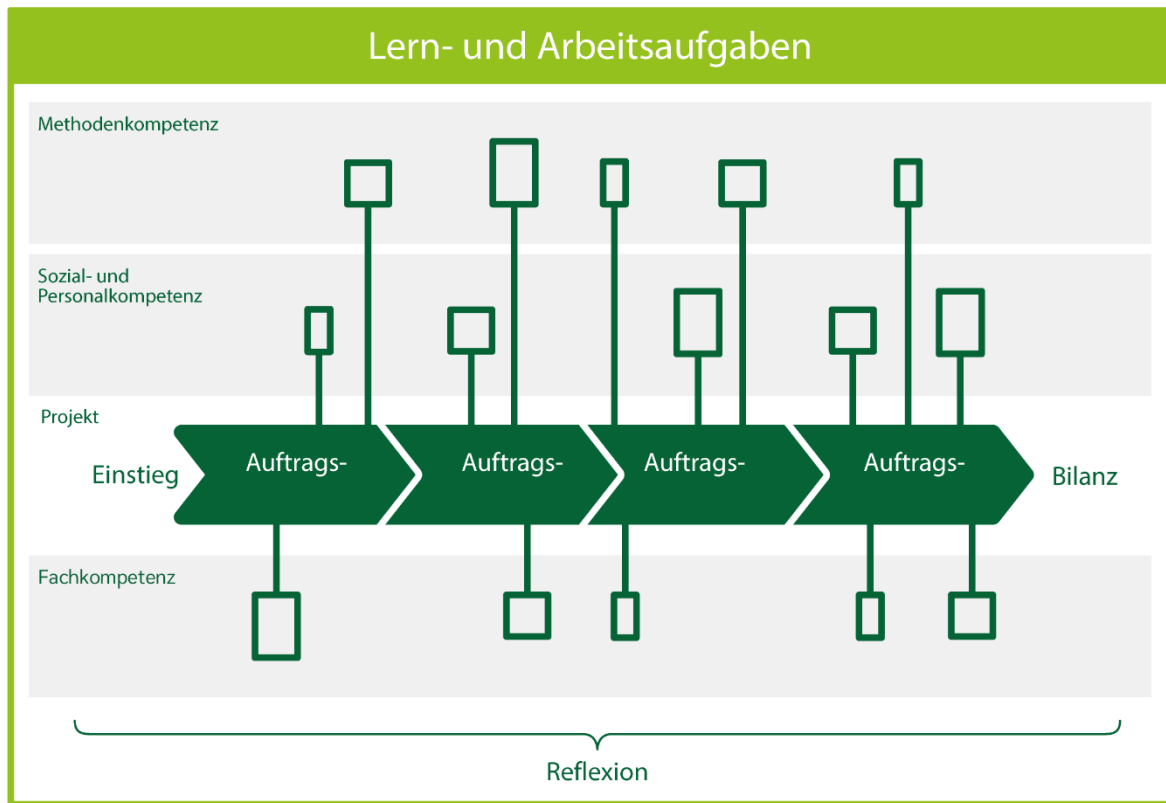 Lern- und Arbeitsaufgaben
Methodenkompetenz
Sozial- und
Personalkompetenz
Projekt
Einstieg
Auftrags-
Auftrags-
Auftrags-
Auftrags-
Bilanz
Fachkompetenz
Reflexion